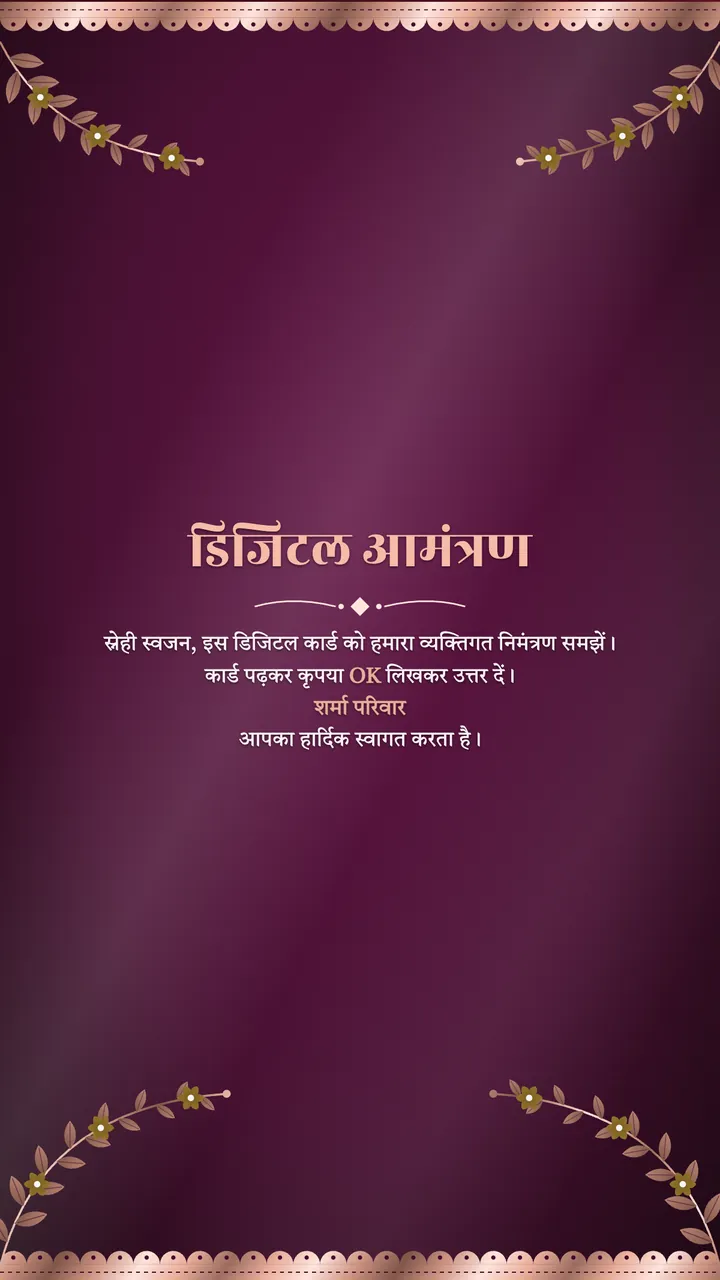 डिजिटल आमंत्रण
स्नेही स्वजन, इस डिजिटल कार्ड को हमारा व्यक्तिगत निमंत्रण समझें।
कार्ड पढ़कर कृपया OK लिखकर उत्तर दें।
शर्मा परिवार
आपका हार्दिक स्वागत करता है।